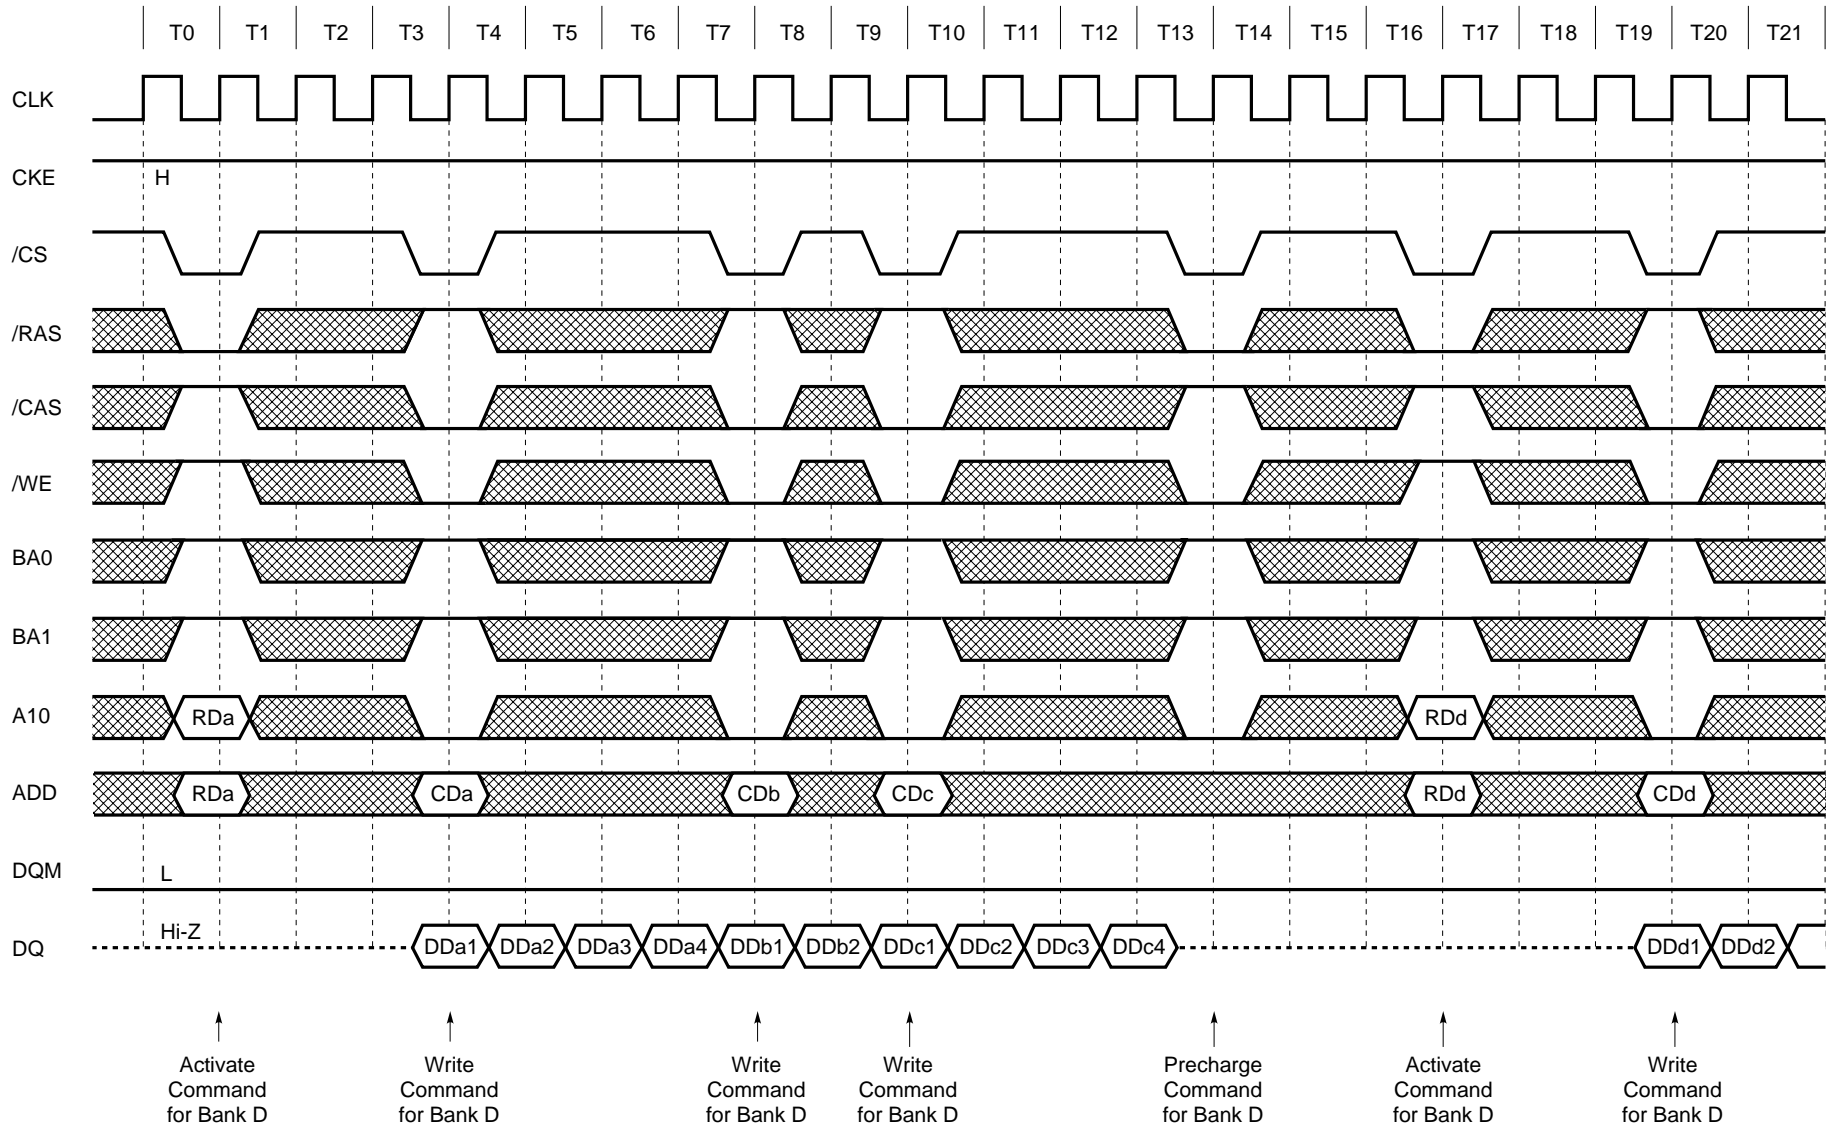 T0 T1 T2 T3 T4 T5 T6 T7 T8 T9 T10 T11 T12 T13 T14 T15 T16 T17 T18 T19 T20 T21
CLK
CKE
H
/CS
/RAS
/CAS
/WE
BA0
BA1
A10 RDa RDd
ADD RDa CDa CDb CDc RDd CDd
DQM
L
Hi-Z
DQ DDa1 DDa2 DDa3 DDa4 DDb1 DDb2 DDc1 DDc2 DDc3 DDc4 DDd1 DDd2
Activate
Command
for Bank D
Write
Command
for Bank D
Write
Command
for Bank D
Write
Command
for Bank D
Precharge
Command
for Bank D
Activate
Command
for Bank D
Write
Command
for Bank D